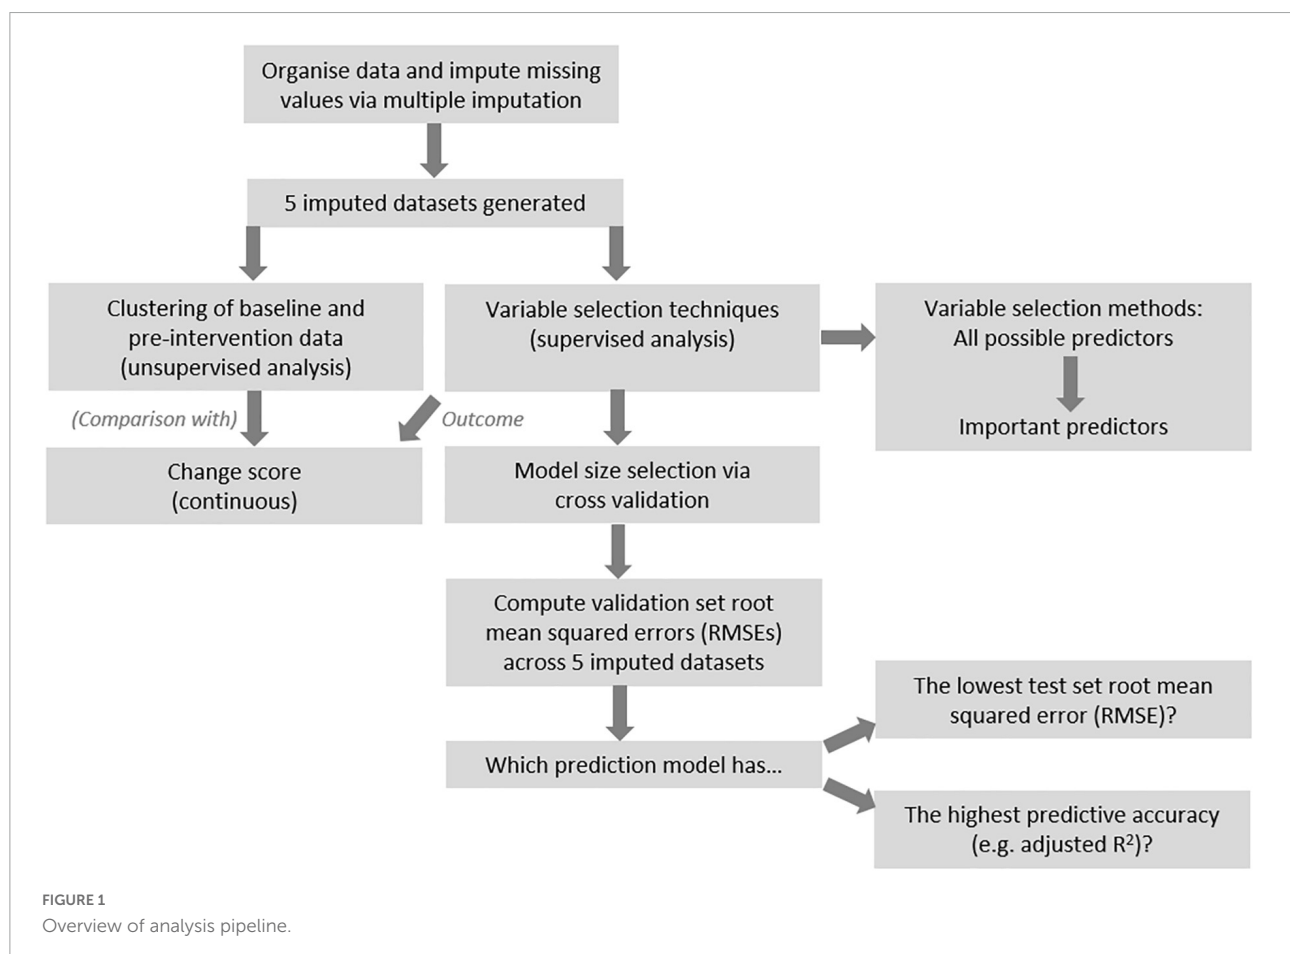 Organise data and impute missing
values via multiple imputation
5 imputed datasets generated
Clustering of baseline and
pre-intervention data
(unsupervised analysis)
Variable selection techniques
(supervised analysis)
Variable selection methods:
All possible predictors
Important predictors
(Comparison with)
Outcome
Change score
(continuous)
Model size selection via
cross validation
Compute validation set root
mean squared errors (RMSEs)
across 5 imputed datasets
Which prediction model has...
The lowest test set root mean
squared error (RMSE)?
The highest predictive accuracy
(e.g. adjusted R²)?
FIGURE 1
Overview of analysis pipeline.